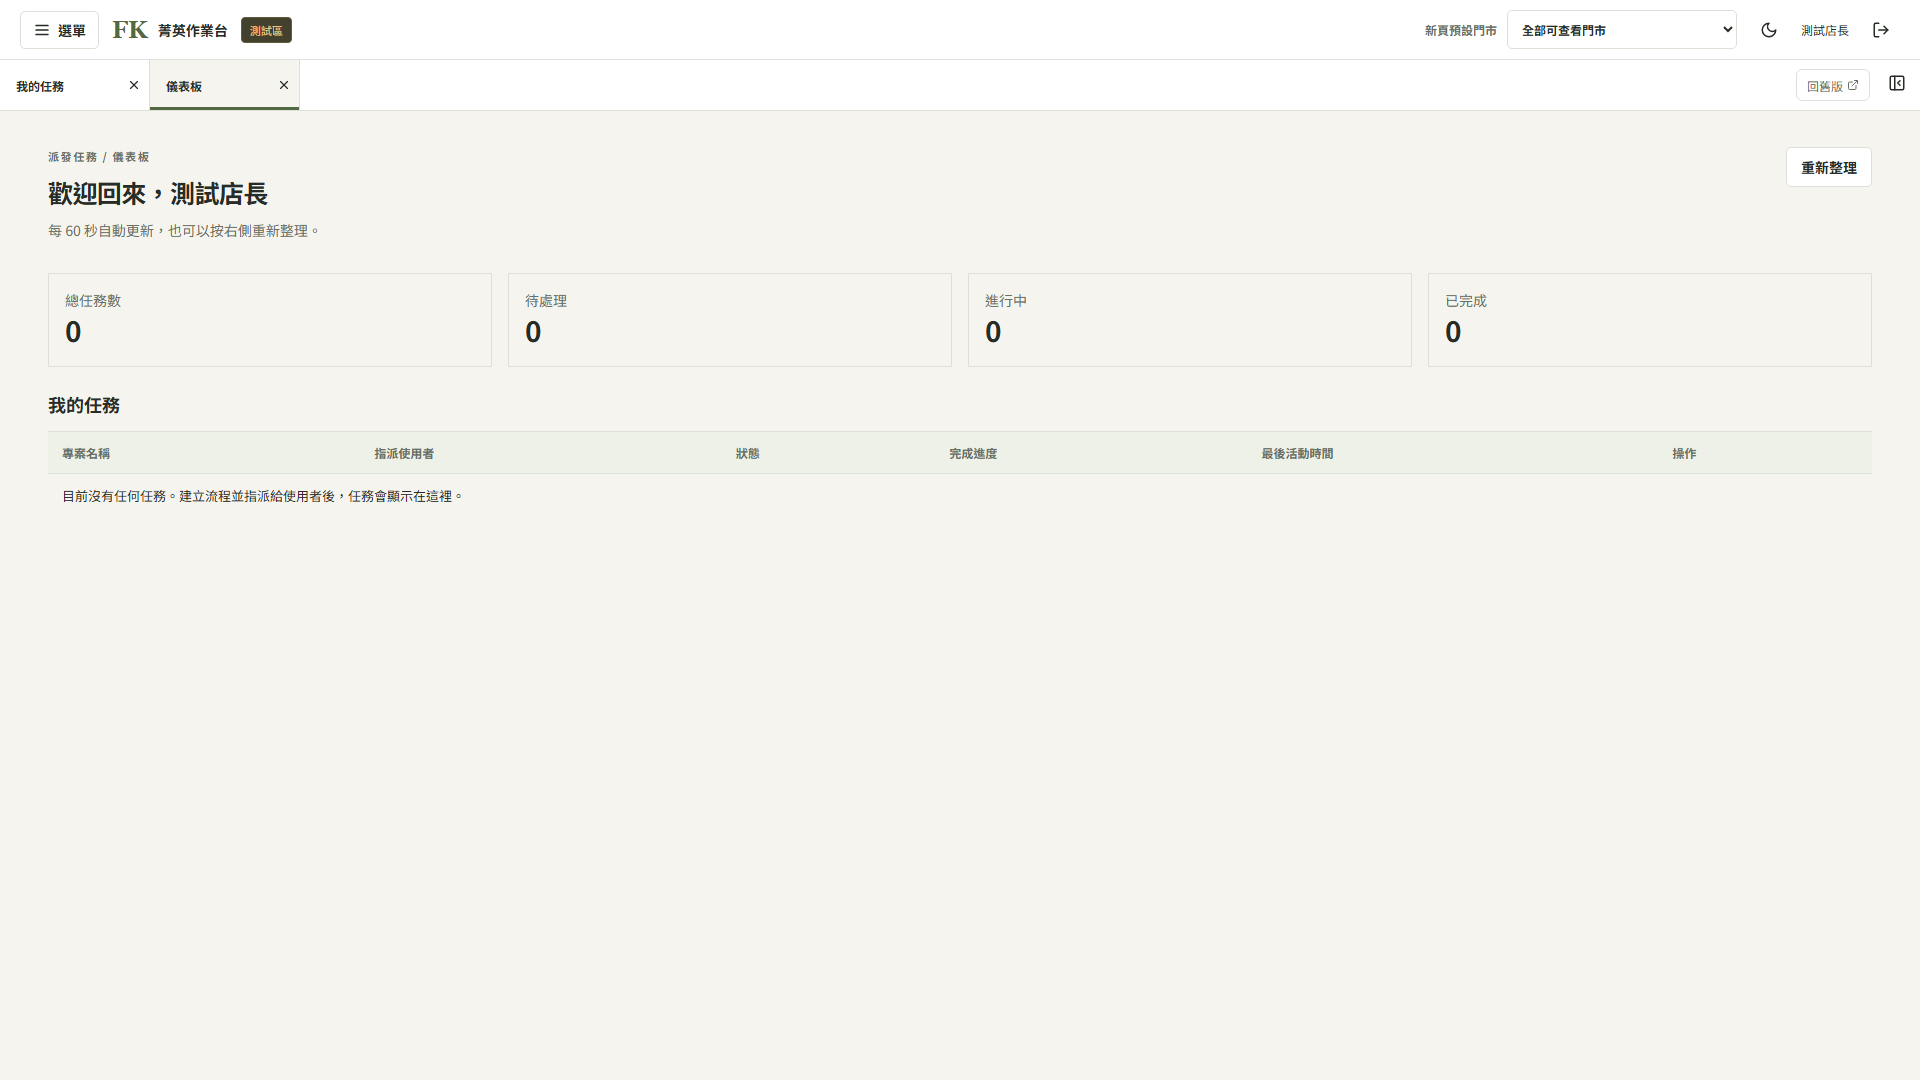 選單
FK 菁英作業台 測試區
新頁預設門市 全部可查看門市 測試店長
我的任務 儀表板 回舊版
派發任務 / 儀表板
歡迎回來，測試店長
重新整理
每 60 秒自動更新，也可以按右側重新整理。
總任務數 待處理 進行中 已完成
0 0 0 0
我的任務
專案名稱 指派使用者 狀態 完成進度 最後活動時間 操作
目前沒有任何任務。建立流程並指派給使用者後，任務會顯示在這裡。